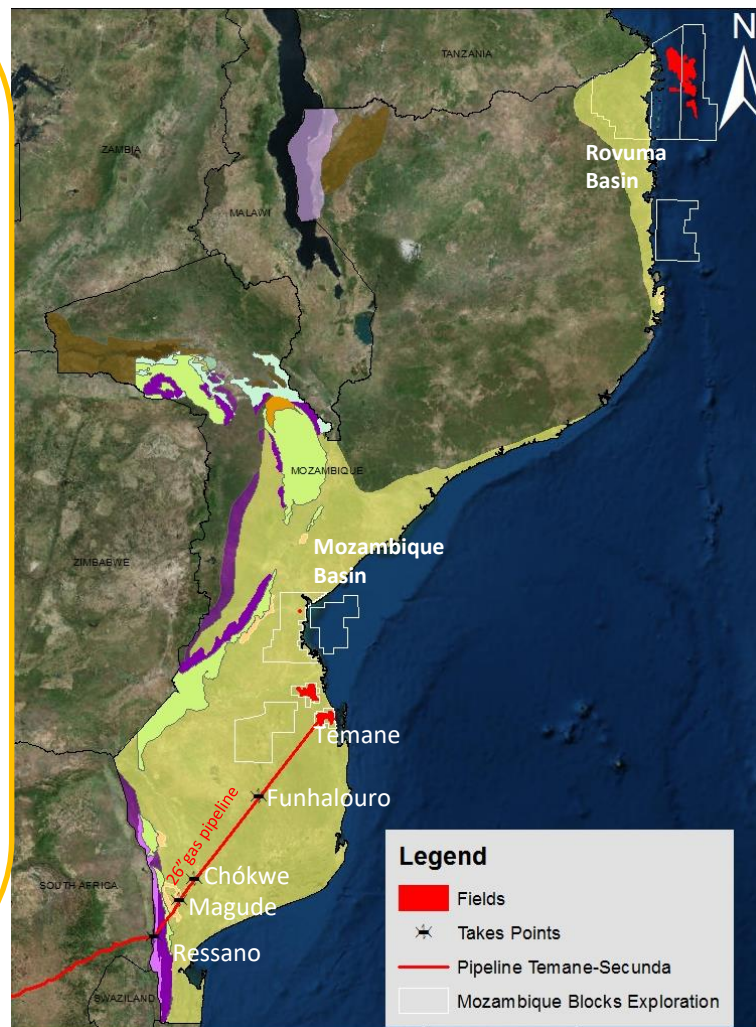 N
TANZANIA
ZAMBIA
Rovuma
Basin
MALAWI
MOZAMBIQUE
Mozambique
Basin
ZIMBABWE
Temane
26” gas pipeline
Funhalouro
Chókwe
Magude
SOUTH AFRICA
Ressano
SWAZILAND
Legend
Fields
Takes Points
Pipeline Temane-Secunda
Mozambique Blocks Exploration